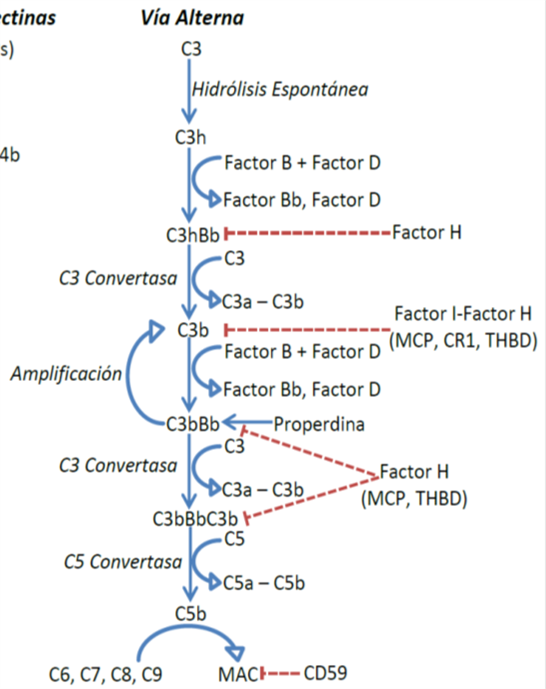 ctinas
Vía Alterna
s)
C3
Hidrólisis Espontánea
C3h
4b
Factor B + Factor D
Factor Bb, Factor D
C3hBb
Factor H
C3 Convertasa
C3
C3a – C3b
Factor I-Factor H
(MCP, CR1, THBD)
C3b
Factor B + Factor D
Amplificación
Factor Bb, Factor D
C3bBb
Properdina
C3
C3 Convertasa
Factor H
(MCP, THBD)
C3a – C3b
C3bBbC3b
C5
C5 Convertasa
C5a – C5b
C5b
C6, C7, C8, C9
MAC
CD59